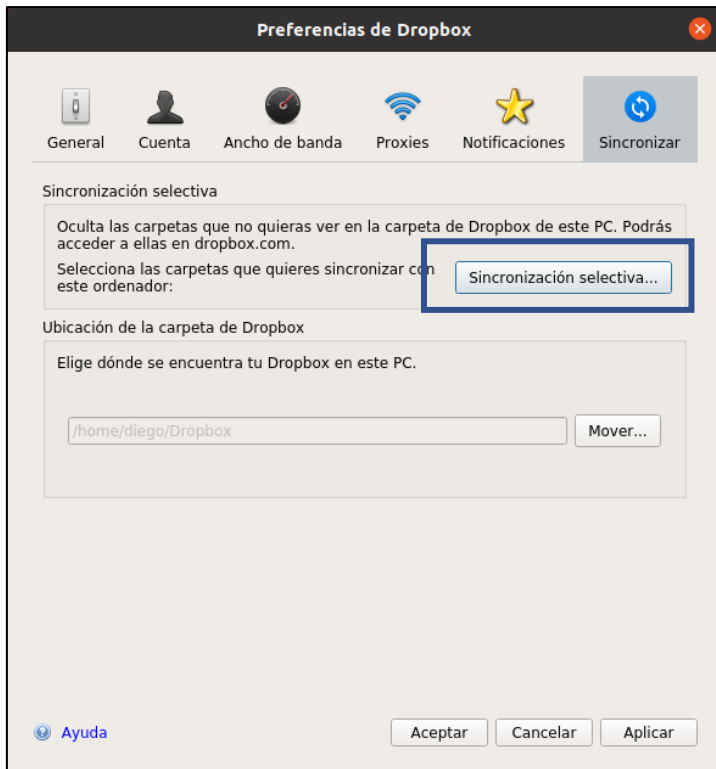 Preferencias de Dropbox
General
Cuenta
Ancho de banda
Proxies
Notificaciones
Sincronizar
Sincronización selectiva
Oculta las carpetas que no quieras ver en la carpeta de Dropbox de este PC. Podrás
acceder a ellas en dropbox.com.
Selecciona las carpetas que quieres sincronizar con
este ordenador:
Sincronización selectiva...
Ubicación de la carpeta de Dropbox
Elige dónde se encuentra tu Dropbox en este PC.
/home/diego/Dropbox
Mover...
Ayuda
Aceptar
Cancelar
Aplicar